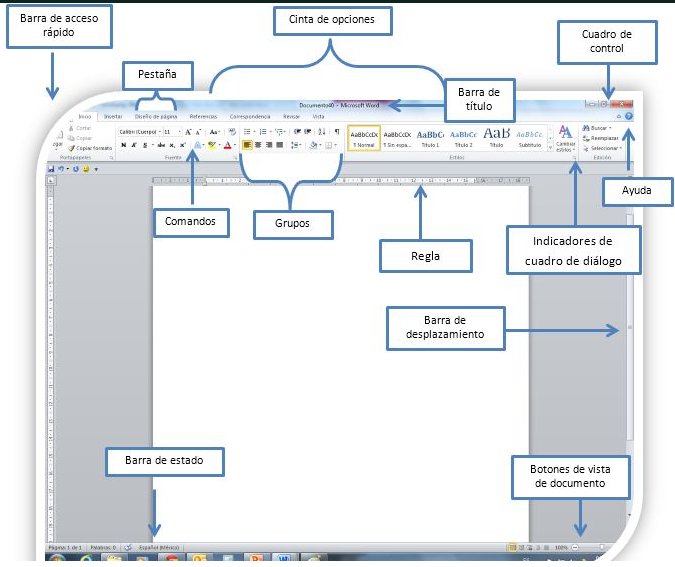 Barra de acceso
rápido
Cinta de opciones
Cuadro de
control
Pestaña
Barra de
título
Documento40 - Microsoft Word
Inicio Insertar Diseño de página Referencias Correspondencia Revisar Vista
Cortar
Copiar
Copiar formato
Portapapeles
Calibri (Cuerpo) 11
Fuente
AaBbCcDc AaBbCcDc AaBbC AaBbCc AaB AaBbCc.
¶ Normal ¶ Sin espa... Título 1 Título 2 Título Subtítulo
Cambiar
estilos
Estilos
Buscar
Reemplazar
Seleccionar
Edición
Ayuda
Comandos
Grupos
Regla
Indicadores de
cuadro de diálogo
Barra de
desplazamiento
Barra de estado
Botones de vista
de documento
Página: 1 de 1 Palabras: 0 Español (México) 100%